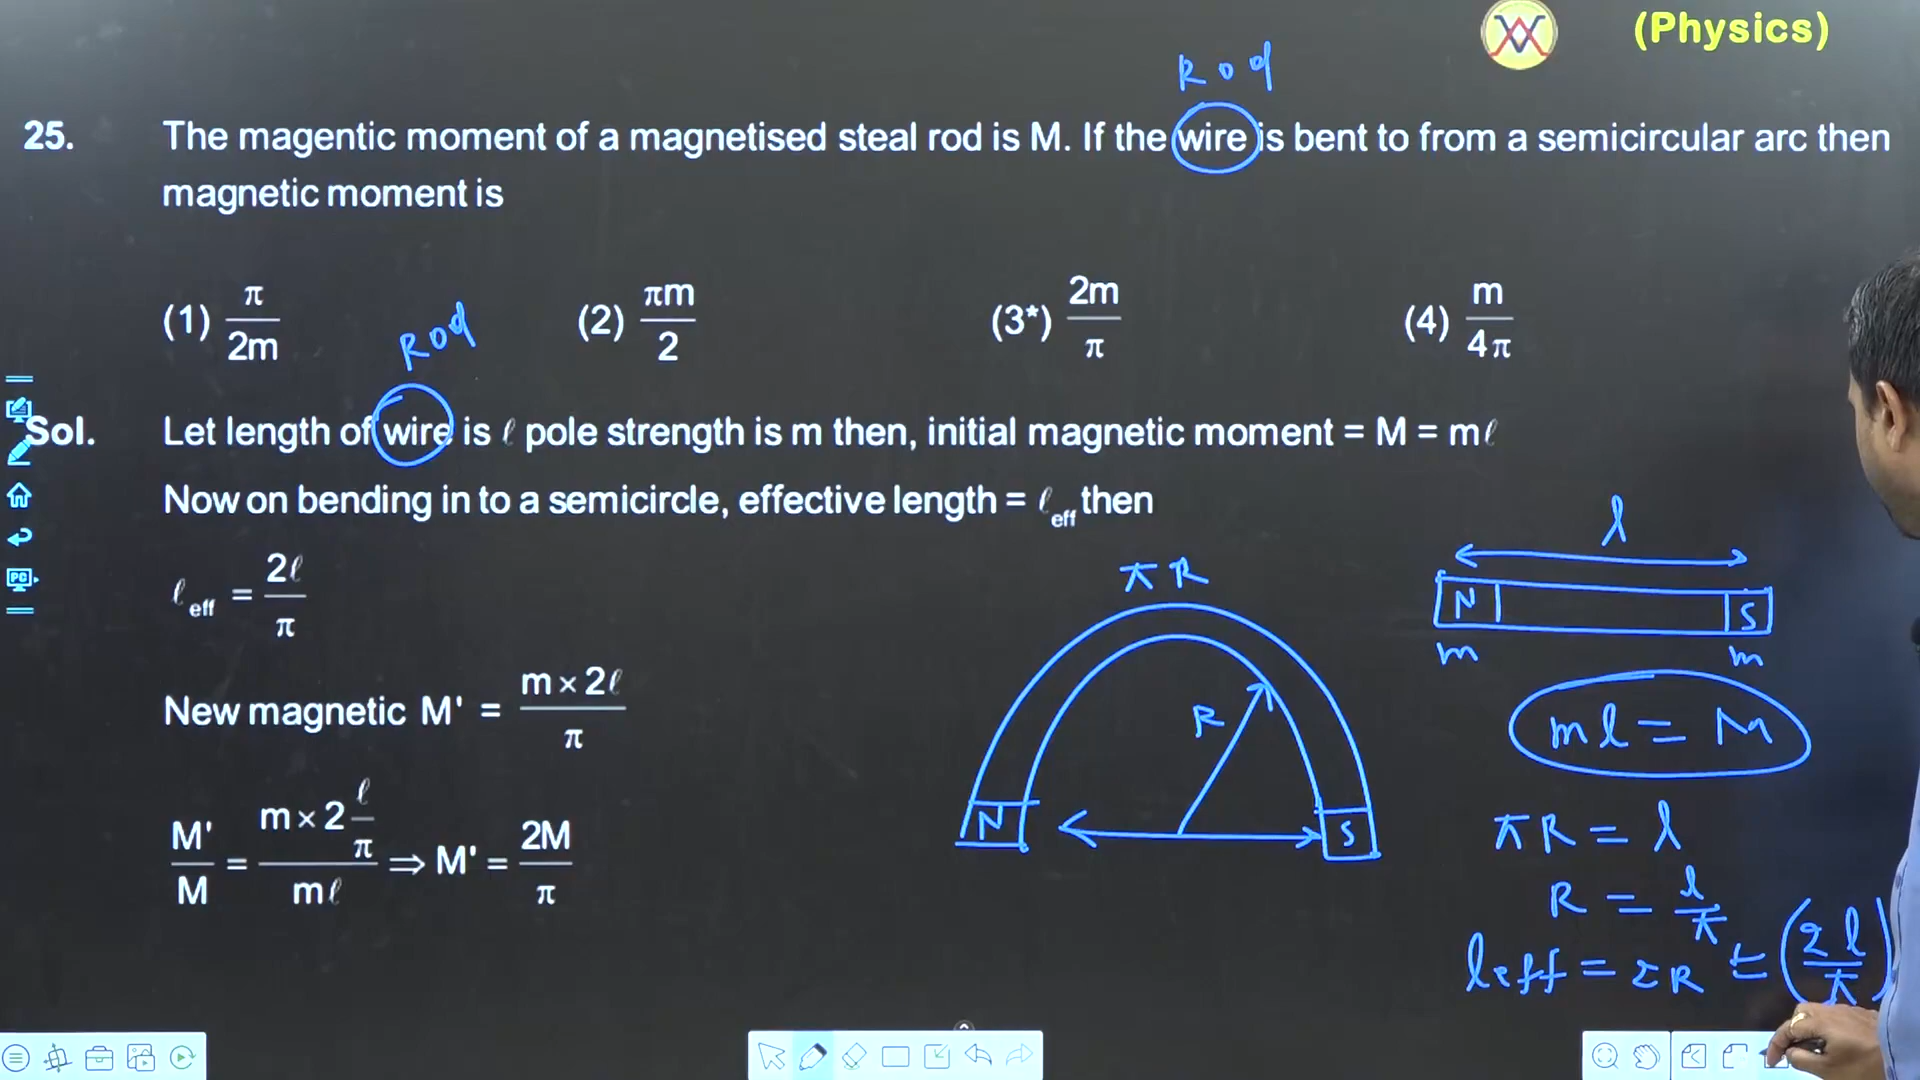 (Physics)
Rod
25. The magentic moment of a magnetised steal rod is M. If the wire is bent to from a semicircular arc then
magnetic moment is
(1) π/2m (2) πm/2 (3*) 2m/π (4) m/4π
Rod
Sol. Let length of wire is ℓ pole strength is m then, initial magnetic moment = M = mℓ
Now on bending in to a semicircle, effective length = ℓeff then
ℓeff = 2ℓ/π
New magnetic M' = m × 2ℓ/π
M'/M = m × 2 ℓ/π / mℓ ⇒ M' = 2M/π
πR
R
N S
l
N S
m m
ml = M
πR = l
R = l/π
leff = 2R = (2l/π)
PC